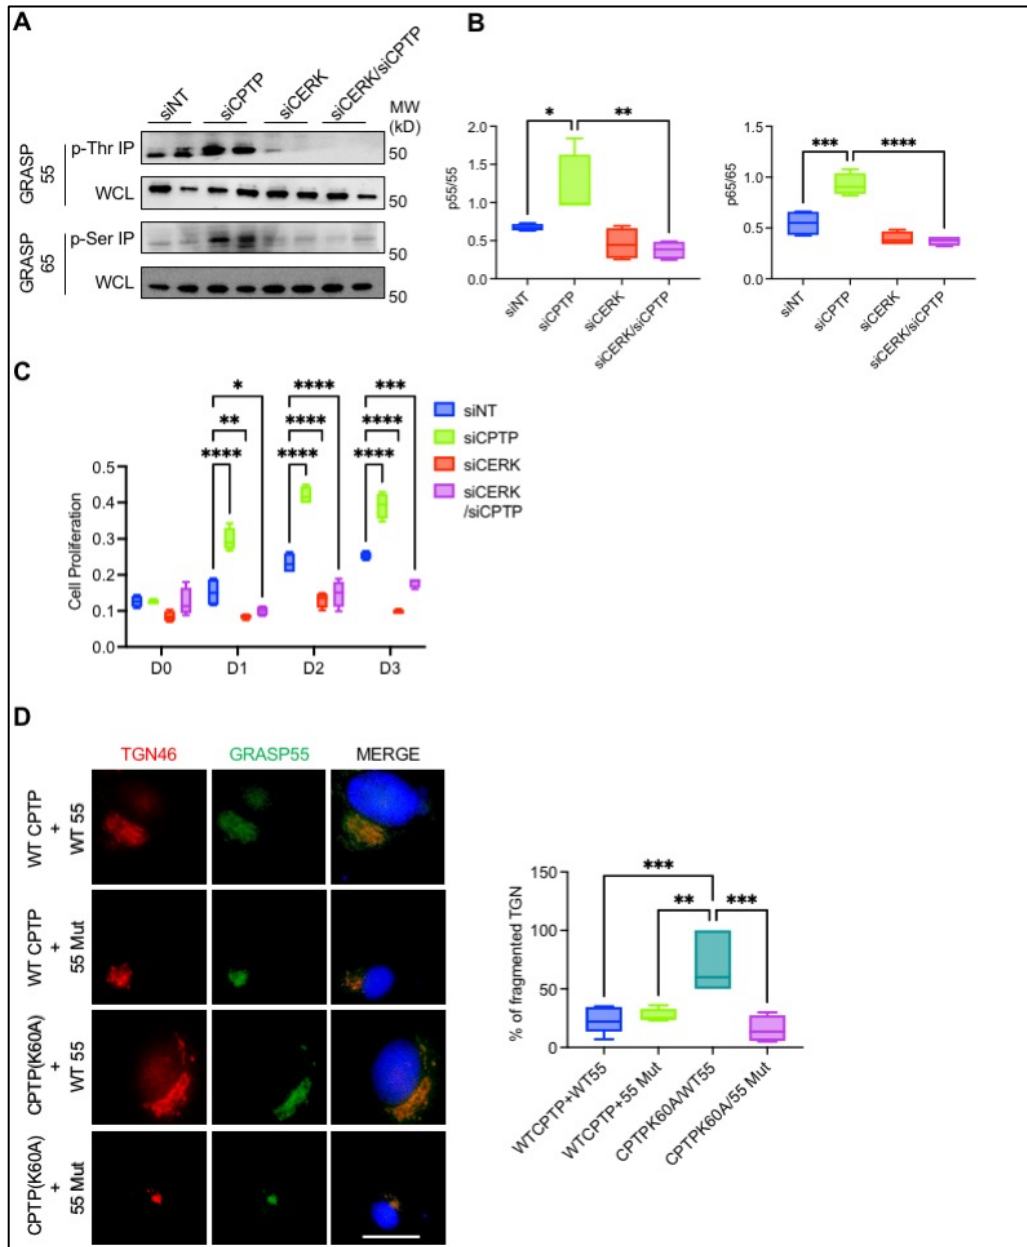 A
siNT
siCPTP
siCERK
siCERK/siCPTP
MW
(kD)
GRASP
55
p-Thr IP
50
WCL
50
GRASP
65
p-Ser IP
50
WCL
50
B
* **
2.0
1.5
1.0
0.5
0.0
p55/55
siNT
siCPTP
siCERK
siCERK/siCPTP
*** ****
1.5
1.0
0.5
0.0
p65/65
siNT
siCPTP
siCERK
siCERK/siCPTP
C
* **** ***
** **** ****
**** **** ****
siNT
siCPTP
siCERK
siCERK
/siCPTP
0.5
0.4
0.3
0.2
0.1
0.0
Cell Proliferation
D0 D1 D2 D3
D
TGN46 GRASP55 MERGE
WT CPTP
+
WT 55
WT CPTP
+
55 Mut
CPTP(K60A)
+
WT 55
CPTP(K60A)
+
55 Mut
***
** ***
150
100
50
0
% of fragmented TGN
WTCPTP+WT55
WTCPTP+55 Mut
CPTPK60A/WT55
CPTPK60A/55 Mut